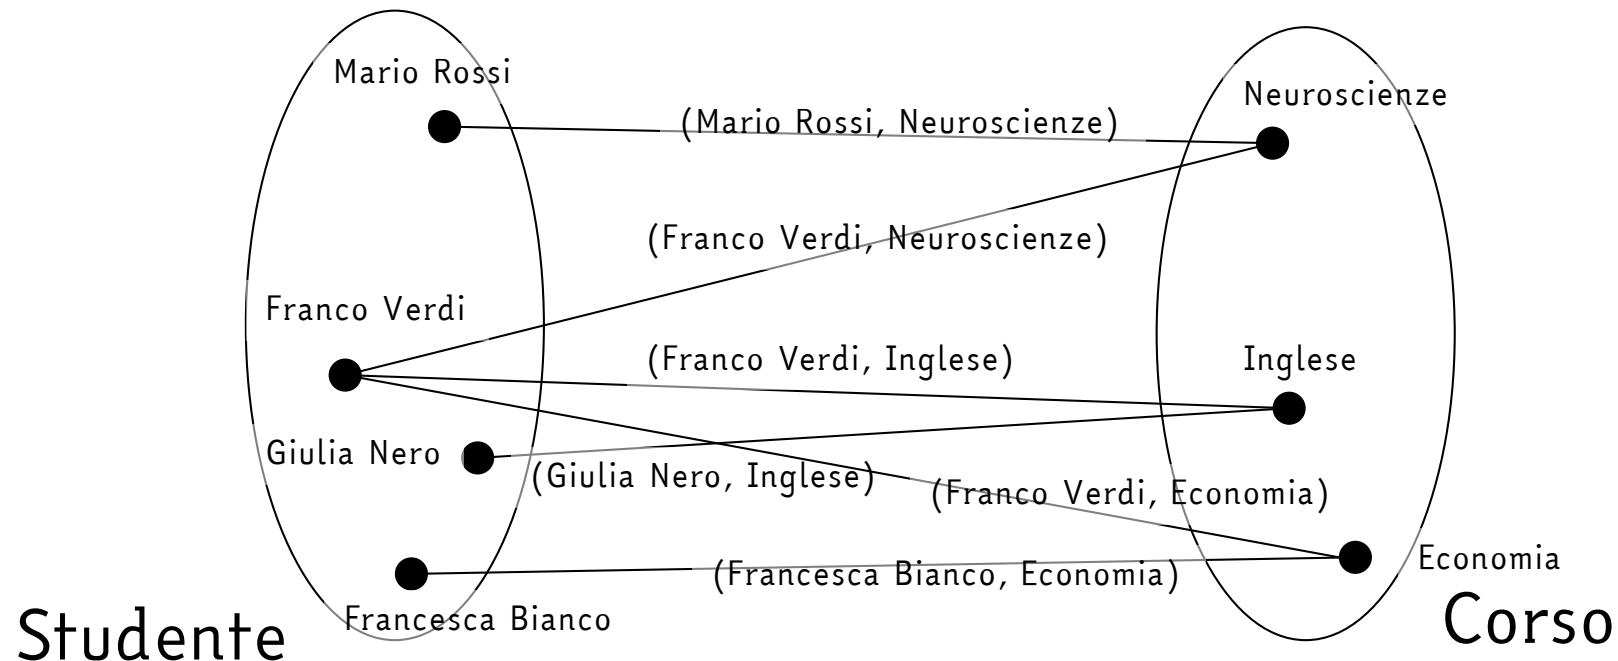 Mario Rossi
Neuroscienze
(Mario Rossi, Neuroscienze)
(Franco Verdi, Neuroscienze)
Franco Verdi
(Franco Verdi, Inglese)
Inglese
Giulia Nero
(Giulia Nero, Inglese)
(Franco Verdi, Economia)
Economia
(Francesca Bianco, Economia)
Francesca Bianco
Studente
Corso